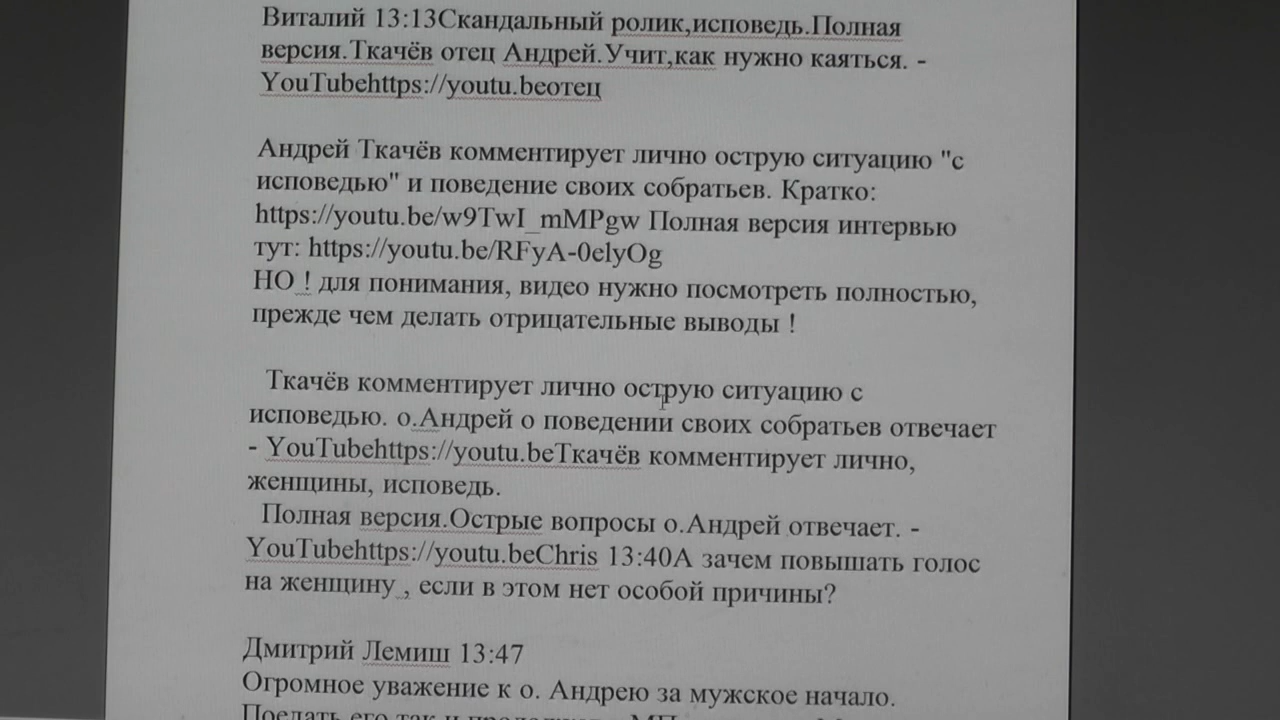 Виталий 13:13Скандальный ролик,исповедь.Полная
версия.Ткачёв отец Андрей.Учит,как нужно каяться. -
YouTubehttps://youtu.beотец
Андрей Ткачёв комментирует лично острую ситуацию "с
исповедью" и поведение своих собратьев. Кратко:
https://youtu.be/w9TwI_mMPgw Полная версия интервью
тут: https://youtu.be/RFyA-0elyOg
НО ! для понимания, видео нужно посмотреть полностью,
прежде чем делать отрицательные выводы !
Ткачёв комментирует лично острую ситуацию с
исповедью. о.Андрей о поведении своих собратьев отвечает
- YouTubehttps://youtu.beТкачёв комментирует лично,
женщины, исповедь.
Полная версия.Острые вопросы о.Андрей отвечает. -
YouTubehttps://youtu.beChris 13:40А зачем повышать голос
на женщину , если в этом нет особой причины?
Дмитрий Лемиш 13:47
Огромное уважение к о. Андрею за мужское начало.